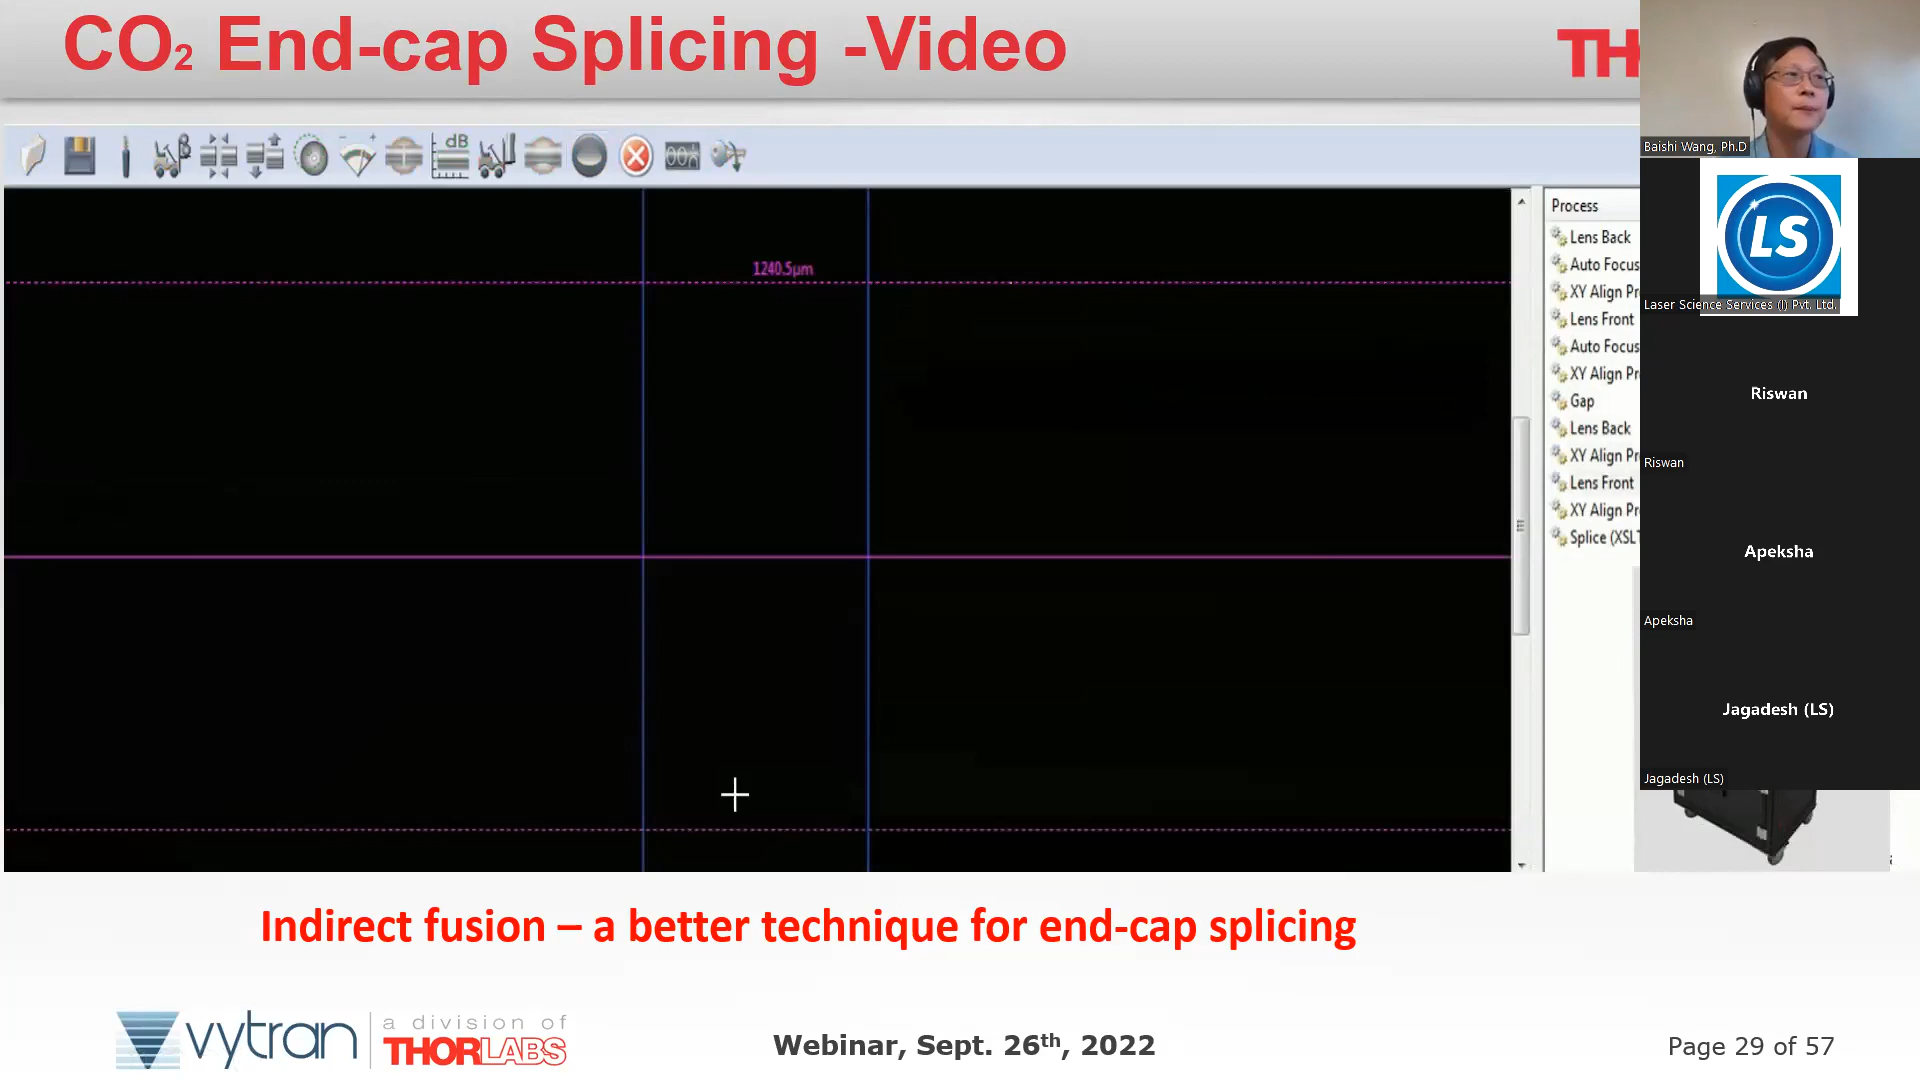 CO₂ End-cap Splicing -Video
TH
dB
1240.5µm
Process
Lens Back
Auto Focus
XY Align Pr
Lens Front
Auto Focus
XY Align Pr
Gap
Lens Back
XY Align Pr
Lens Front
XY Align Pr
Splice (XSLT
Baishi Wang, Ph.D
LS
Laser Science Services (I) Pvt. Ltd.
Riswan
Riswan
Apeksha
Apeksha
Jagadesh (LS)
Jagadesh (LS)
Indirect fusion – a better technique for end-cap splicing
vytran
a division of
THORLABS
Webinar, Sept. 26th, 2022
Page 29 of 57